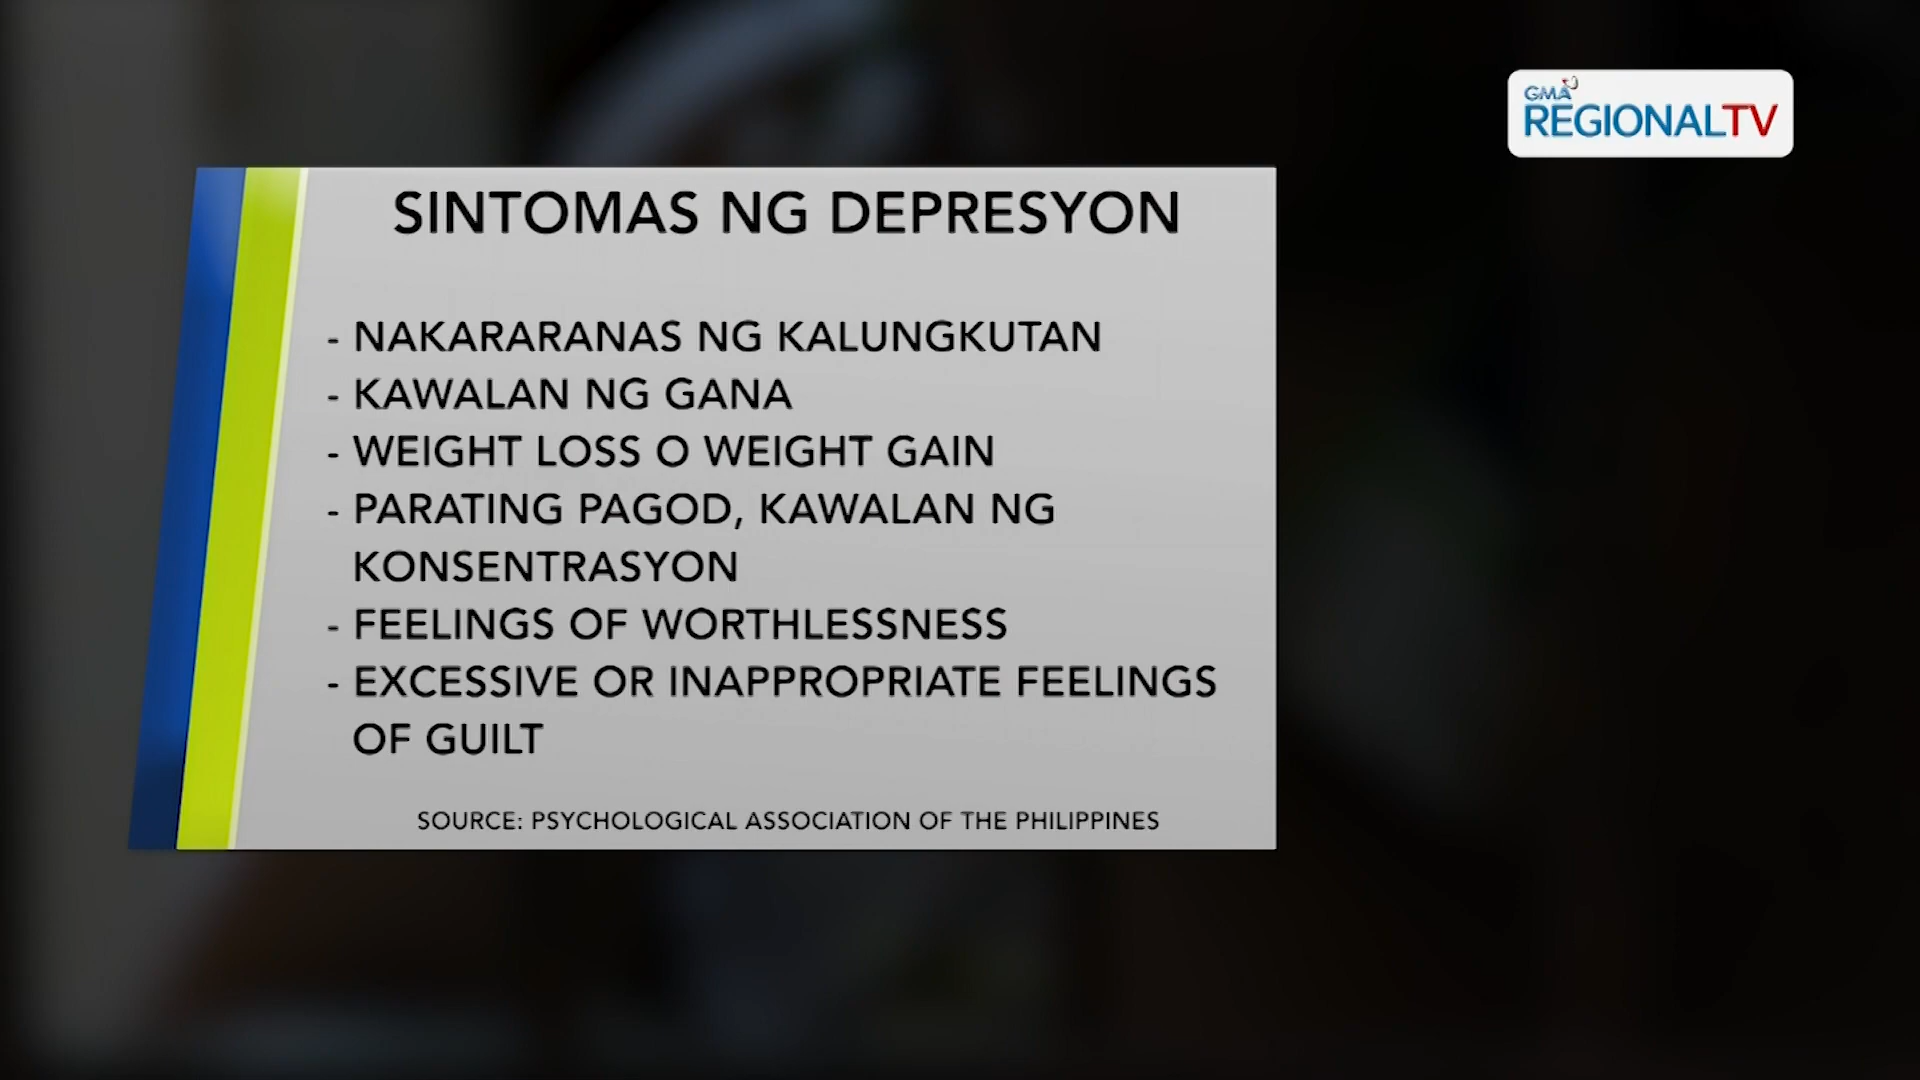 GMA
REGIONALTV
SINTOMAS NG DEPRESYON
- NAKARARANAS NG KALUNGKUTAN
- KAWALAN NG GANA
- WEIGHT LOSS O WEIGHT GAIN
- PARATING PAGOD, KAWALAN NG
KONSENTRASYON
- FEELINGS OF WORTHLESSNESS
- EXCESSIVE OR INAPPROPRIATE FEELINGS
OF GUILT
SOURCE: PSYCHOLOGICAL ASSOCIATION OF THE PHILIPPINES